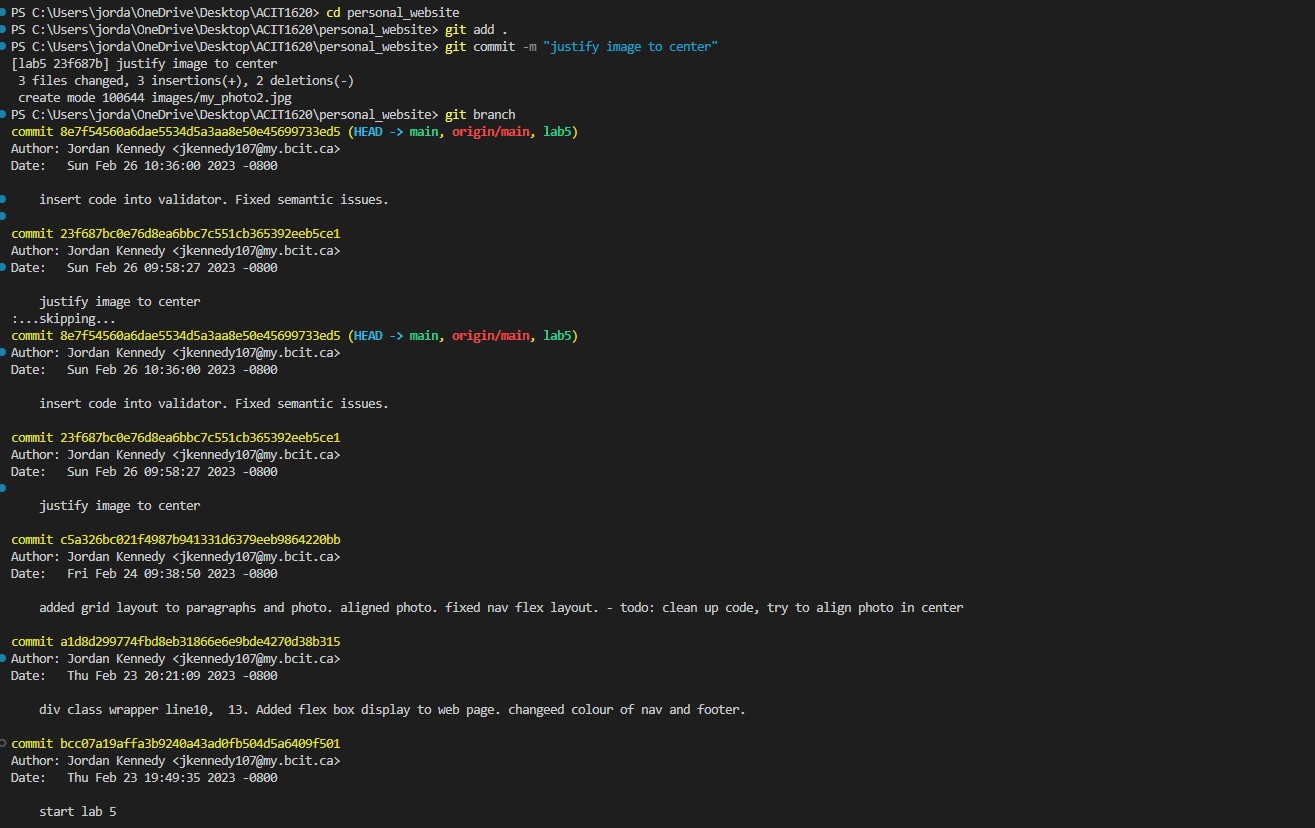 PS C:\Users\jorda\OneDrive\Desktop\ACIT1620> cd personal_website
PS C:\Users\jorda\OneDrive\Desktop\ACIT1620\personal_website> git add .
PS C:\Users\jorda\OneDrive\Desktop\ACIT1620\personal_website> git commit -m "justify image to center"
[lab5 23f687b] justify image to center
 3 files changed, 3 insertions(+), 2 deletions(-)
 create mode 100644 images/my_photo2.jpg
PS C:\Users\jorda\OneDrive\Desktop\ACIT1620\personal_website> git branch
commit 8e7f54560a6dae5534d5a3aa8e50e45699733ed5 (HEAD -> main, origin/main, lab5)
Author: Jordan Kennedy <jkennedy107@my.bcit.ca>
Date:   Sun Feb 26 10:36:00 2023 -0800
    insert code into validator. Fixed semantic issues.
commit 23f687bc0e76d8ea6bbc7c551cb365392eeb5ce1
Author: Jordan Kennedy <jkennedy107@my.bcit.ca>
Date:   Sun Feb 26 09:58:27 2023 -0800
    justify image to center
:...skipping...
commit 8e7f54560a6dae5534d5a3aa8e50e45699733ed5 (HEAD -> main, origin/main, lab5)
Author: Jordan Kennedy <jkennedy107@my.bcit.ca>
Date:   Sun Feb 26 10:36:00 2023 -0800
    insert code into validator. Fixed semantic issues.
commit 23f687bc0e76d8ea6bbc7c551cb365392eeb5ce1
Author: Jordan Kennedy <jkennedy107@my.bcit.ca>
Date:   Sun Feb 26 09:58:27 2023 -0800
    justify image to center
commit c5a326bc021f4987b941331d6379eeb9864220bb
Author: Jordan Kennedy <jkennedy107@my.bcit.ca>
Date:   Fri Feb 24 09:38:50 2023 -0800
    added grid layout to paragraphs and photo. aligned photo. fixed nav flex layout. - todo: clean up code, try to align photo in center
commit a1d8d299774fbd8eb31866e6e9bde4270d38b315
Author: Jordan Kennedy <jkennedy107@my.bcit.ca>
Date:   Thu Feb 23 20:21:09 2023 -0800
    div class wrapper line10,  13. Added flex box display to web page. changeed colour of nav and footer.
commit bcc07a19affa3b9240a43ad0fb504d5a6409f501
Author: Jordan Kennedy <jkennedy107@my.bcit.ca>
Date:   Thu Feb 23 19:49:35 2023 -0800
    start lab 5